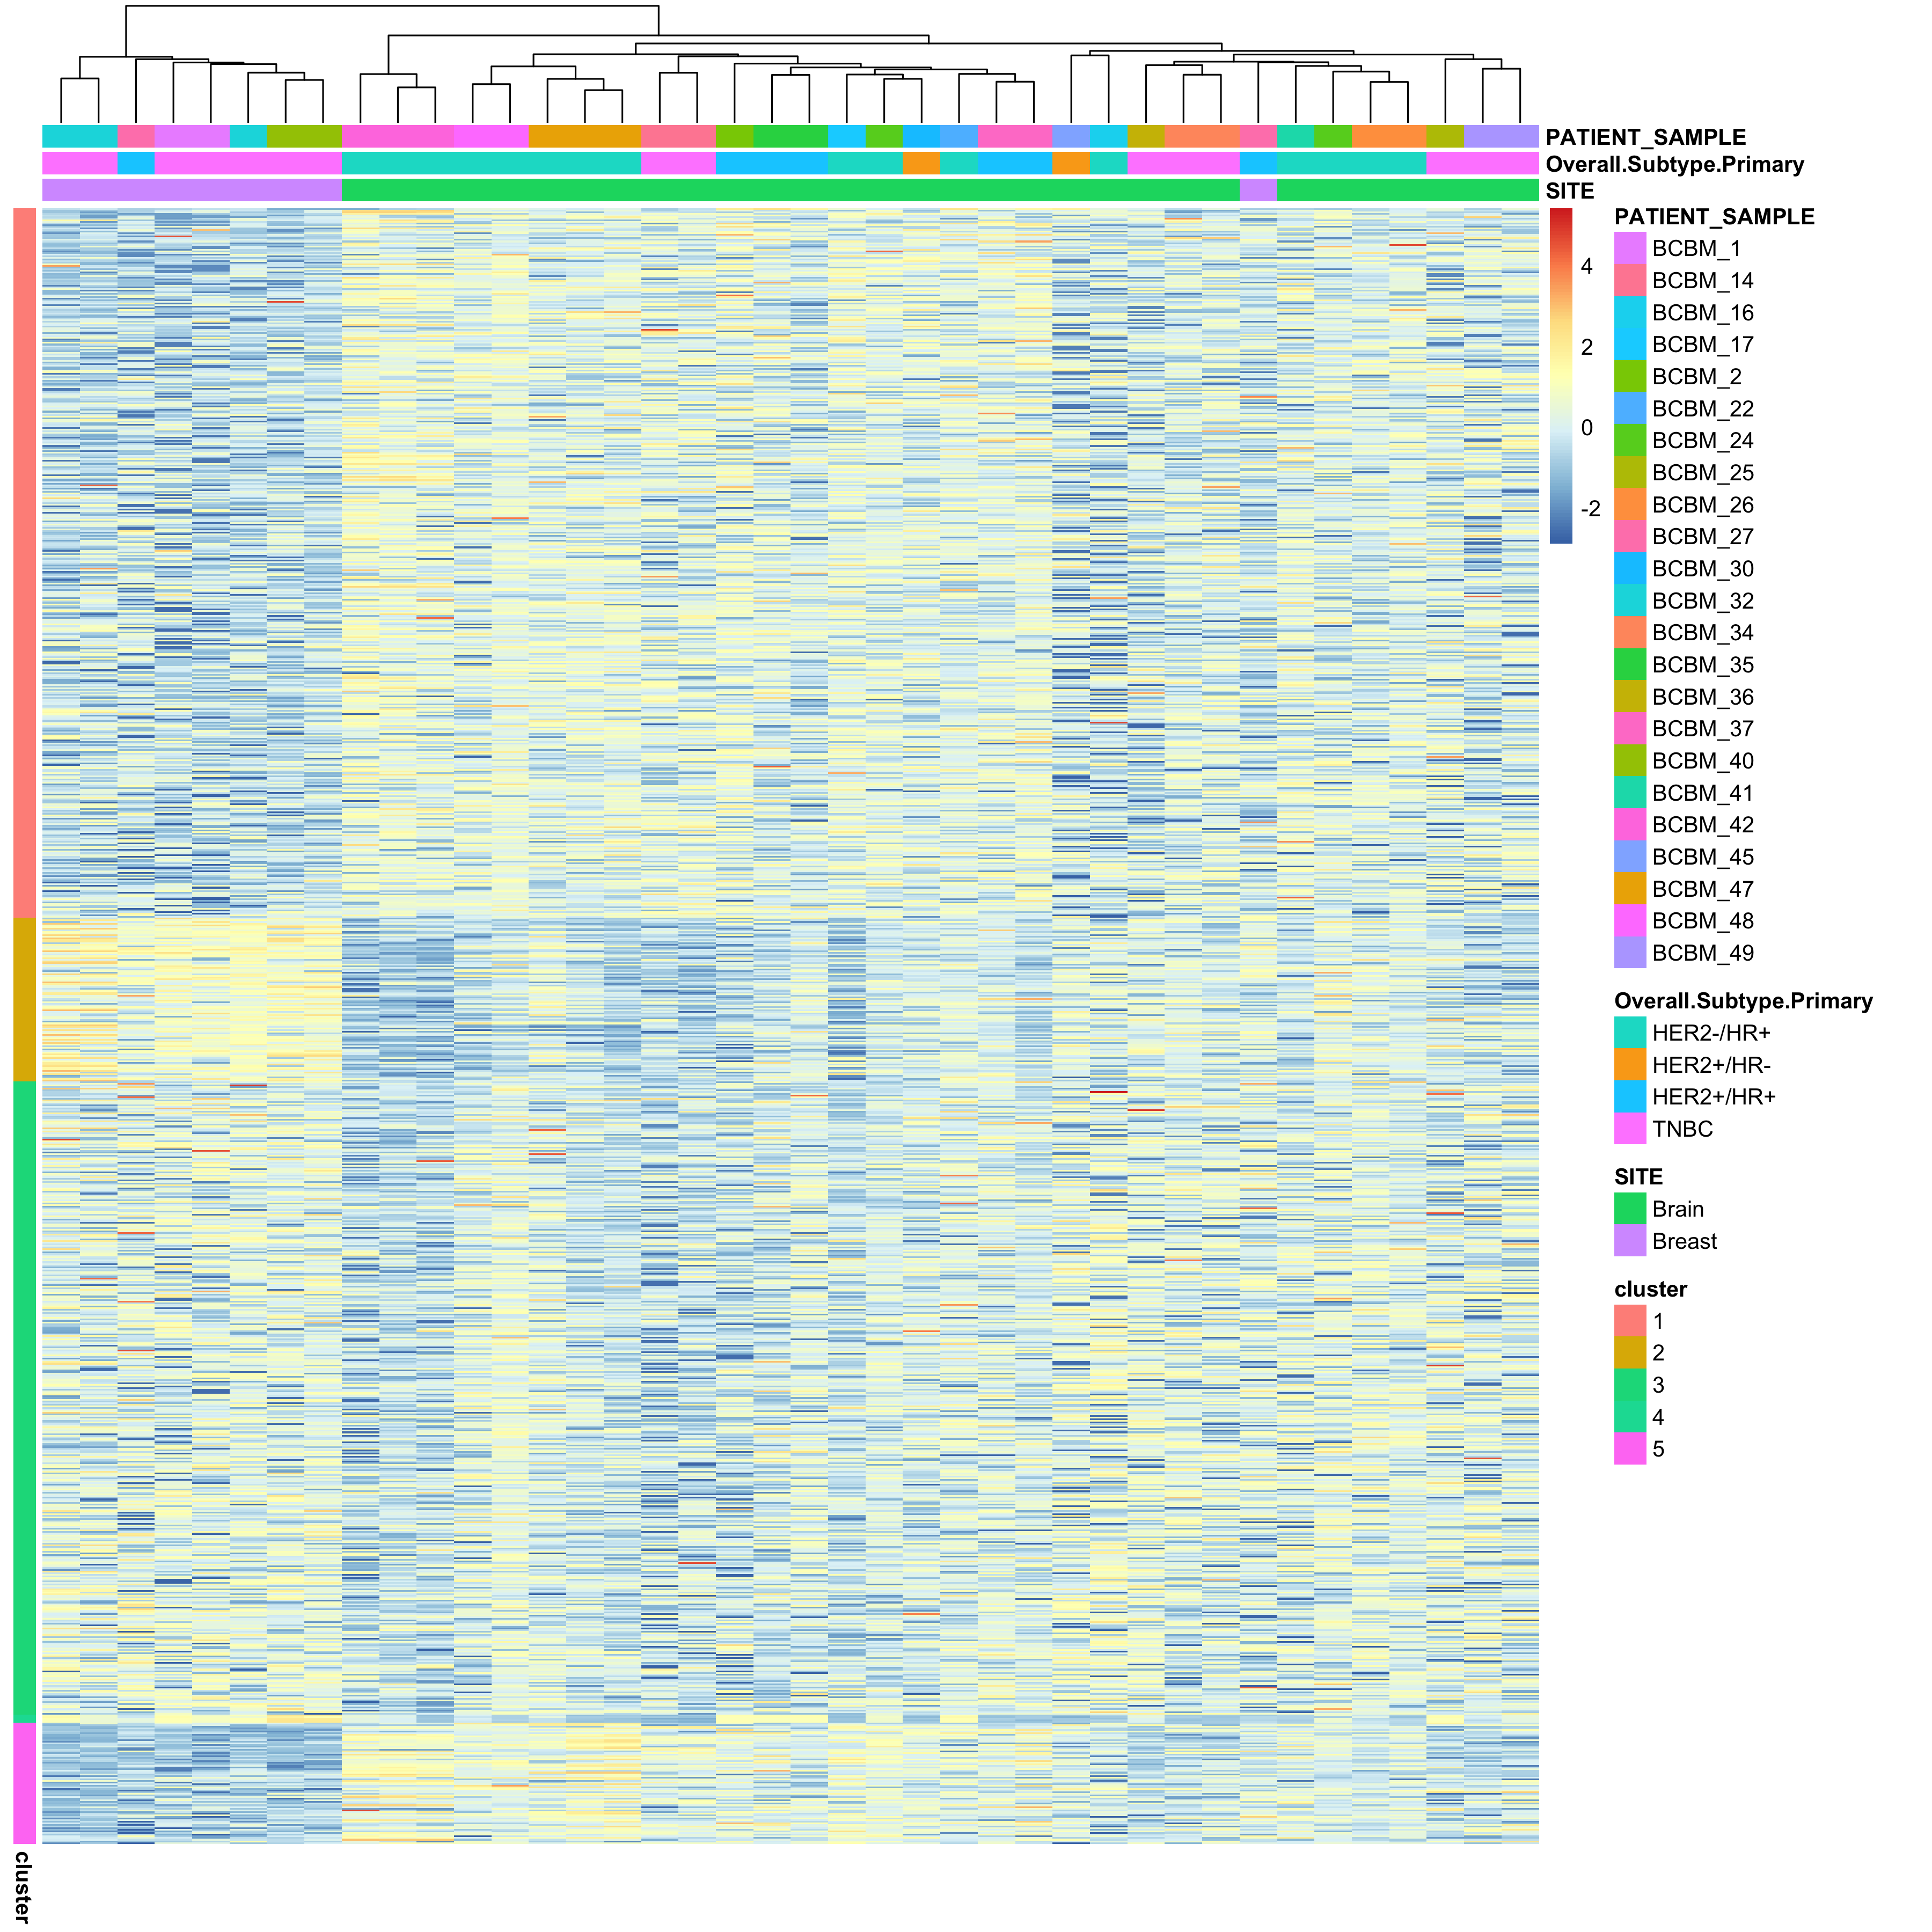 PATIENT_SAMPLE
Overall.Subtype.Primary
SITE
4
2
0
-2
PATIENT_SAMPLE
BCBM_1
BCBM_14
BCBM_16
BCBM_17
BCBM_2
BCBM_22
BCBM_24
BCBM_25
BCBM_26
BCBM_27
BCBM_30
BCBM_32
BCBM_34
BCBM_35
BCBM_36
BCBM_37
BCBM_40
BCBM_41
BCBM_42
BCBM_45
BCBM_47
BCBM_48
BCBM_49
Overall.Subtype.Primary
HER2-/HR+
HER2+/HR-
HER2+/HR+
TNBC
SITE
Brain
Breast
cluster
1
2
3
4
5
cluster